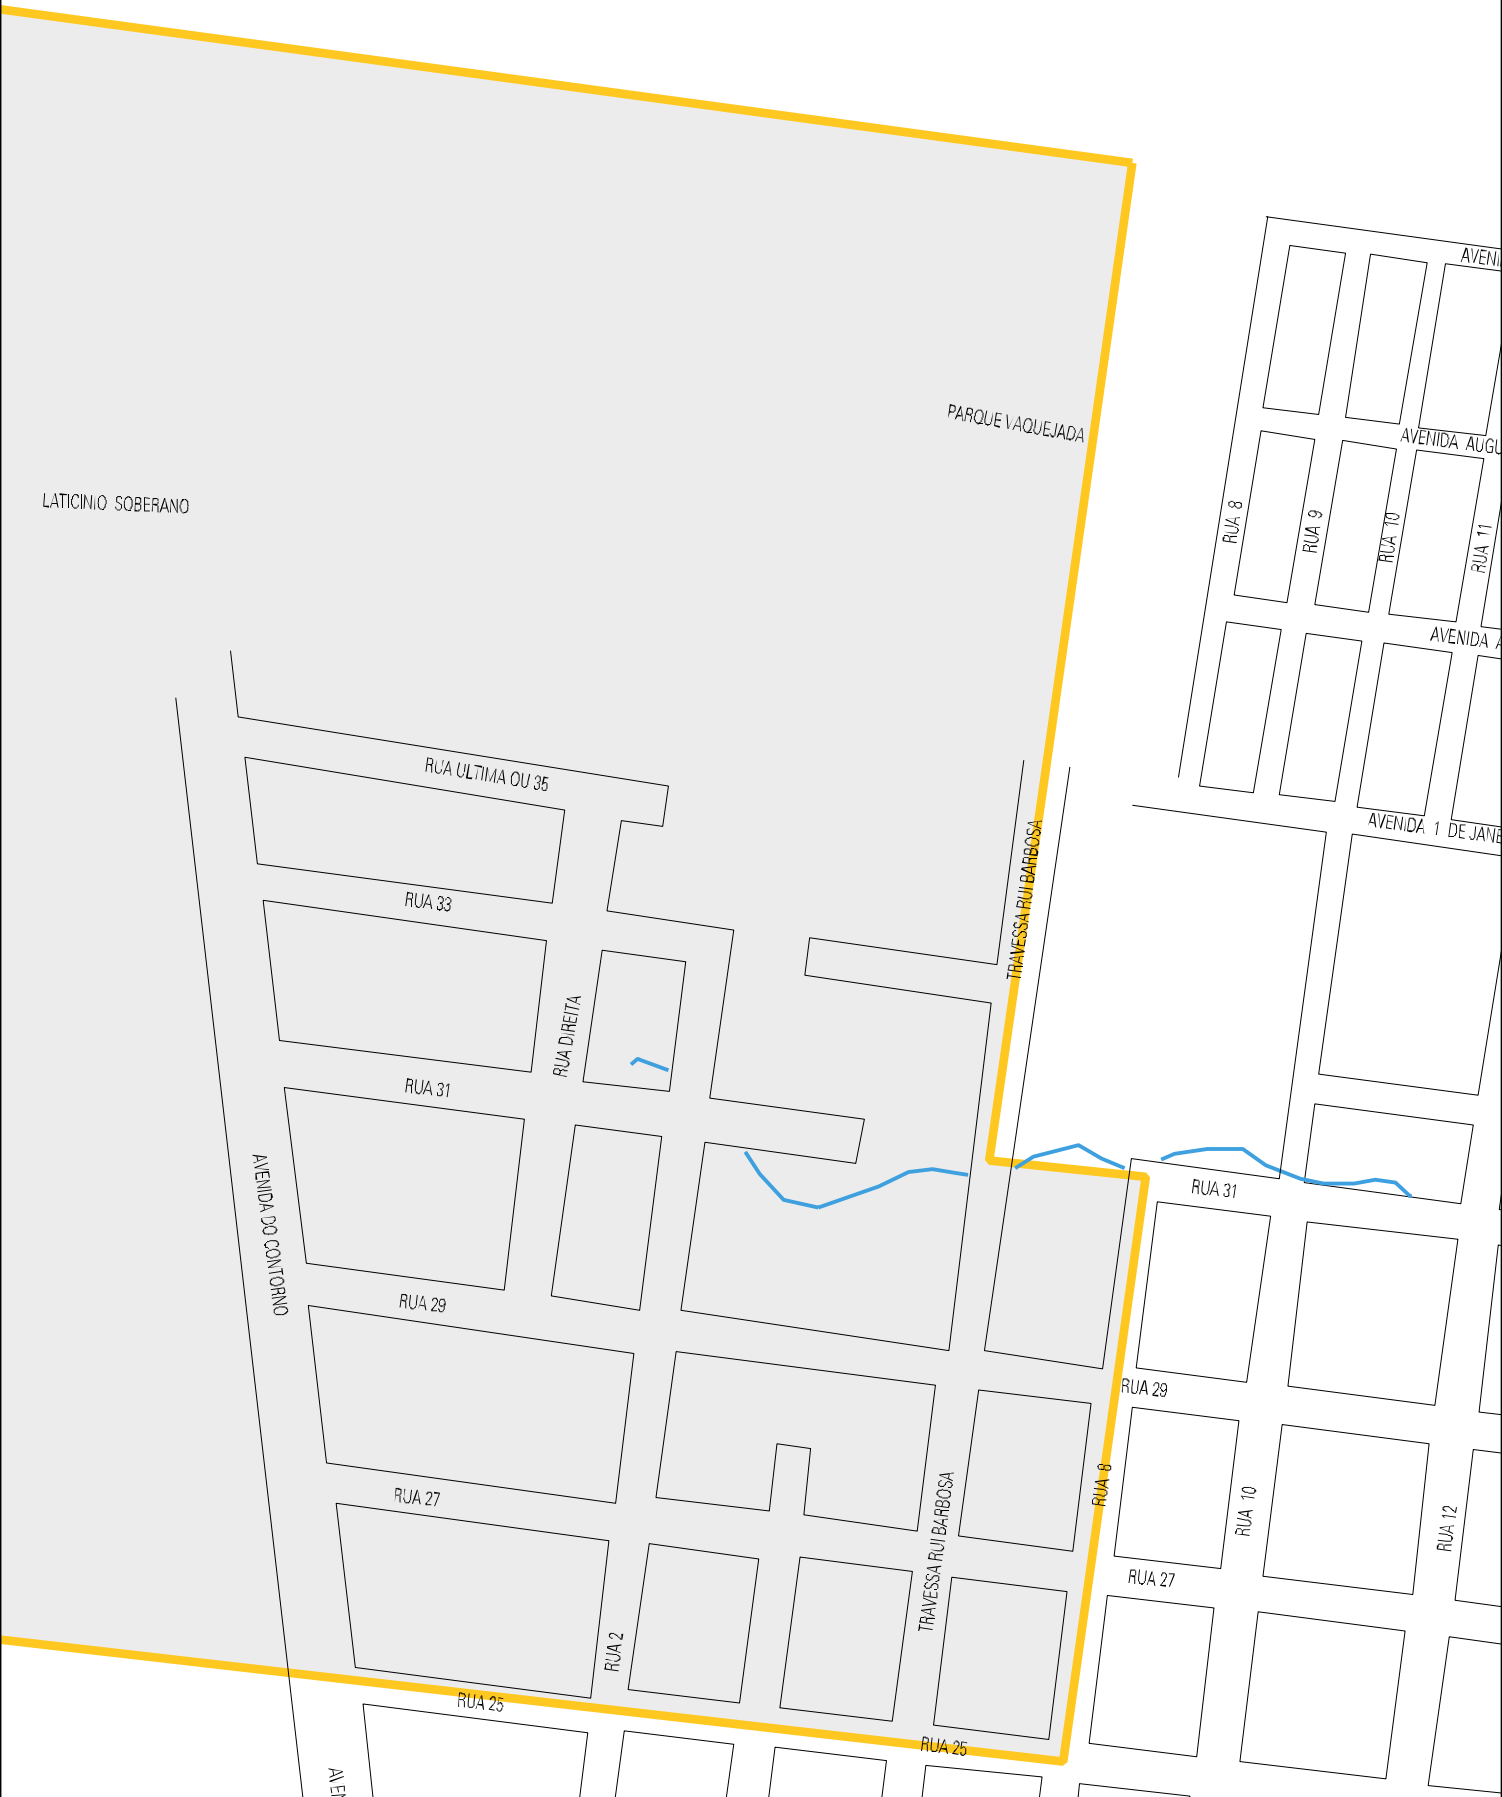 AVENI
PARQUE VAQUEJADA
AVENIDA AUGU
LATICINIO SOBERANO
RUA 8
RUA 9
RUA 10
RUA 11
AVENIDA A
RUA ULTIMA OU 35
AVENIDA 1 DE JANE
TRAVESSA RUI BARBOSA
RUA 33
RUA DIREITA
RUA 31
RUA 31
AVENIDA DO CONTORNO
RUA 29
RUA 29
RUA 8
RUA 27
RUA 10
RUA 12
TRAVESSA RUI BARBOSA
RUA 27
RUA 2
RUA 25
RUA 25
AVEN